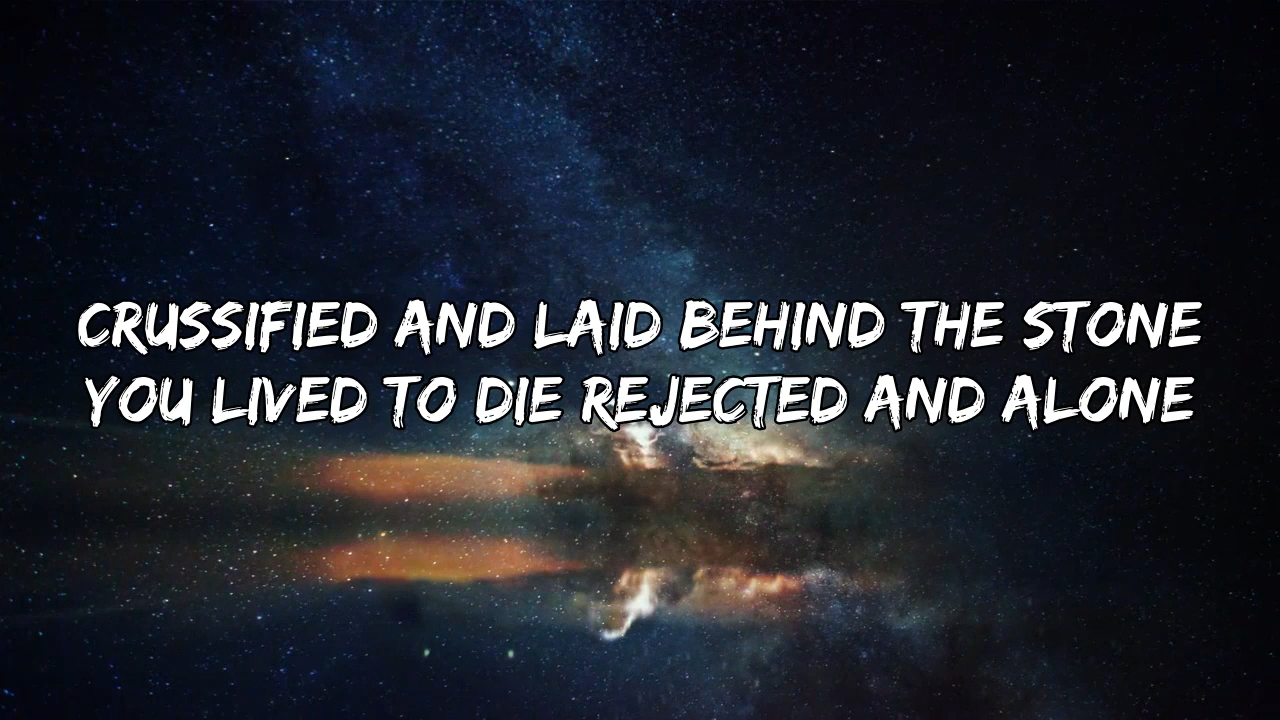 CRUSSIFIED AND LAID BEHIND THE STONE
YOU LIVED TO DIE REJECTED AND ALONE